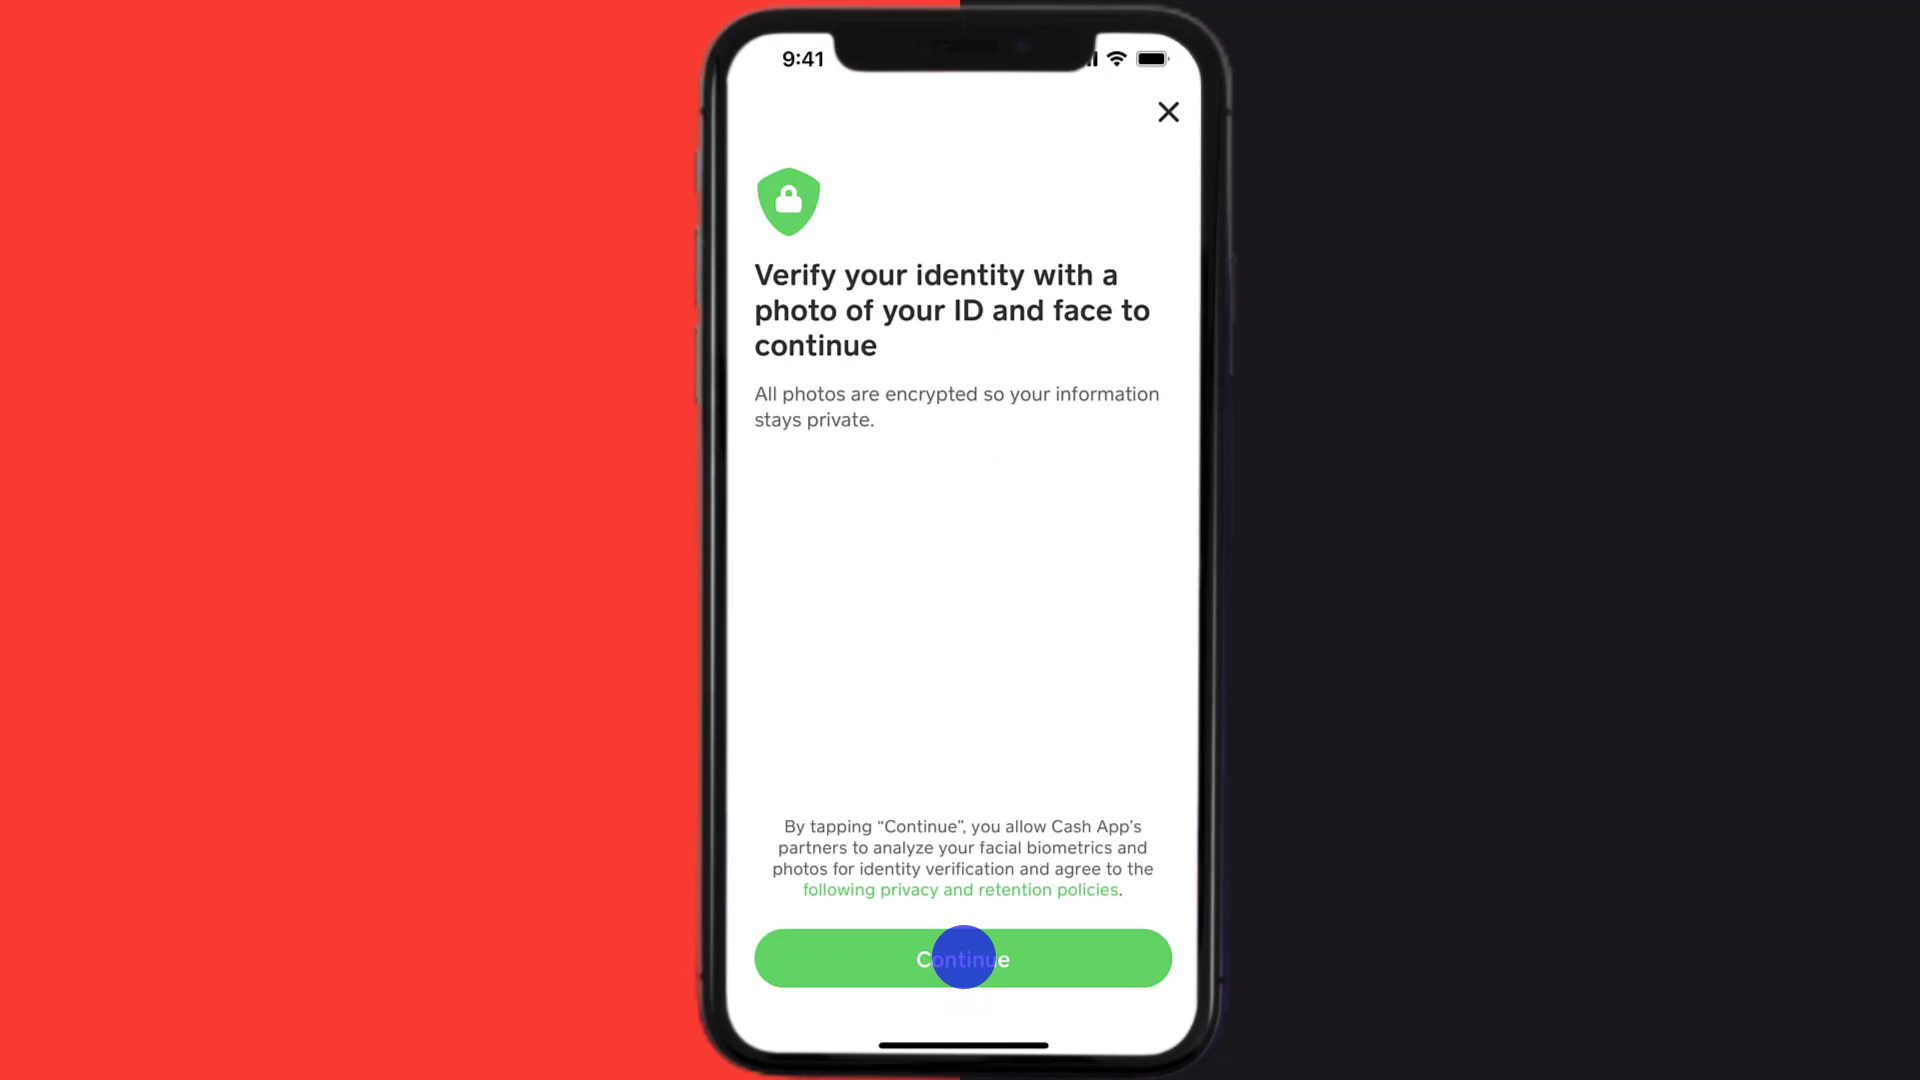 9:41
Verify your identity with a
photo of your ID and face to
continue
All photos are encrypted so your information
stays private.
By tapping “Continue”, you allow Cash App’s
partners to analyze your facial biometrics and
photos for identity verification and agree to the
following privacy and retention policies.
Continue